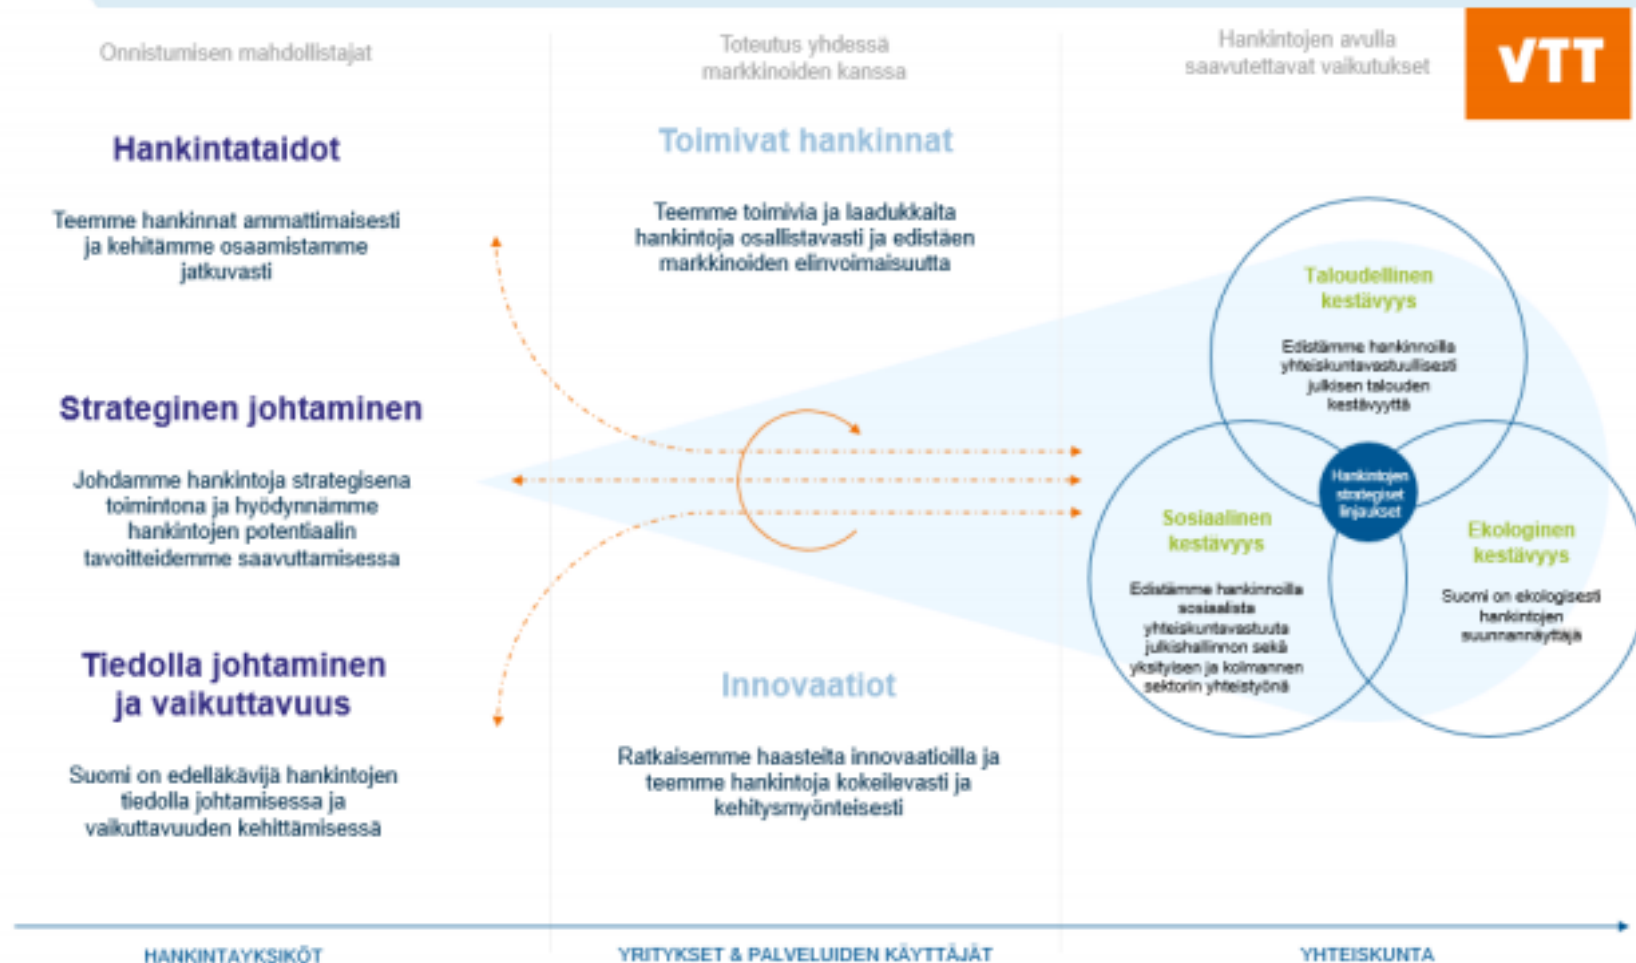 Onnistumisen mahdollistajat
Hankintataidot
Teemme hankinnat ammattimaisesti
ja kehitämme osaamistamme
jatkuvasti
Strateginen johtaminen
Johdamme hankintoja strategisena
toimintona ja hyödynnämme
hankintojen potentiaalin
tavoitteidemme saavuttamisessa
Tiedolla johtaminen
ja vaikuttavuus
Suomi on edelläkävijä hankintojen
tiedolla johtamisessa ja
vaikuttavuuden kehittämisessä
HANKINTAYKSIKÖT
Toteutus yhdessä
markkinoiden kanssa
Toimivat hankinnat
Teemme toimivia ja laadukkaita
hankintoja osallistavasti ja edistäen
markkinoiden elinvoimaisuutta
Innovaatiot
Ratkaisemme haasteita innovaatioilla ja
teemme hankintoja kokeilevasti ja
kehitysmyönteisesti
YRITYKSET & PALVELUIDEN KÄYTTÄJÄT
Hankintojen avulla
saavutettavat vaikutukset
VTT
Taloudellinen
kestävyys
Edistämme hankinnoilla
yhteiskuntavastuullisesti
julkisen talouden
kestävyyttä
Hankintojen
strategiset
linjaukset
Sosiaalinen
kestävyys
Edistämme hankinnoilla
sosiaalista
yhteiskuntavastuuta
julkishallinnon sekä
yksityisen ja kolmannen
sektorin yhteistyönä
Ekologinen
kestävyys
Suomi on ekologisesti
hankintojen
suunnannäyttäjä
YHTEISKUNTA